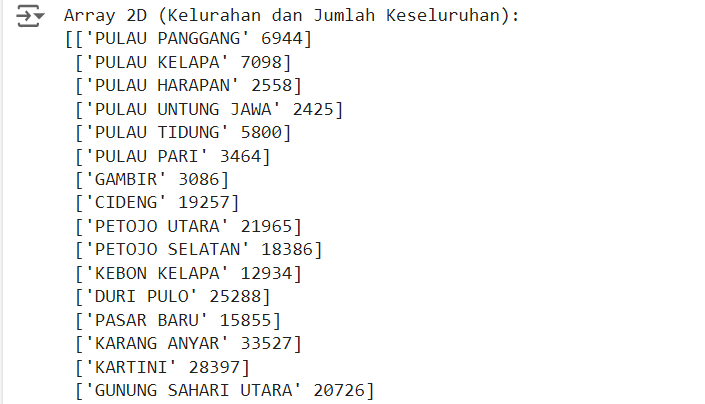 Array 2D (Kelurahan dan Jumlah Keseluruhan):
[['PULAU PANGGANG' 6944]
['PULAU KELAPA' 7098]
['PULAU HARAPAN' 2558]
['PULAU UNTUNG JAWA' 2425]
['PULAU TIDUNG' 5800]
['PULAU PARI' 3464]
['GAMBIR' 3086]
['CIDENG' 19257]
['PETOJO UTARA' 21965]
['PETOJO SELATAN' 18386]
['KEBON KELAPA' 12934]
['DURI PULO' 25288]
['PASAR BARU' 15855]
['KARANG ANYAR' 33527]
['KARTINI' 28397]
['GUNUNG SAHARI UTARA' 20726]